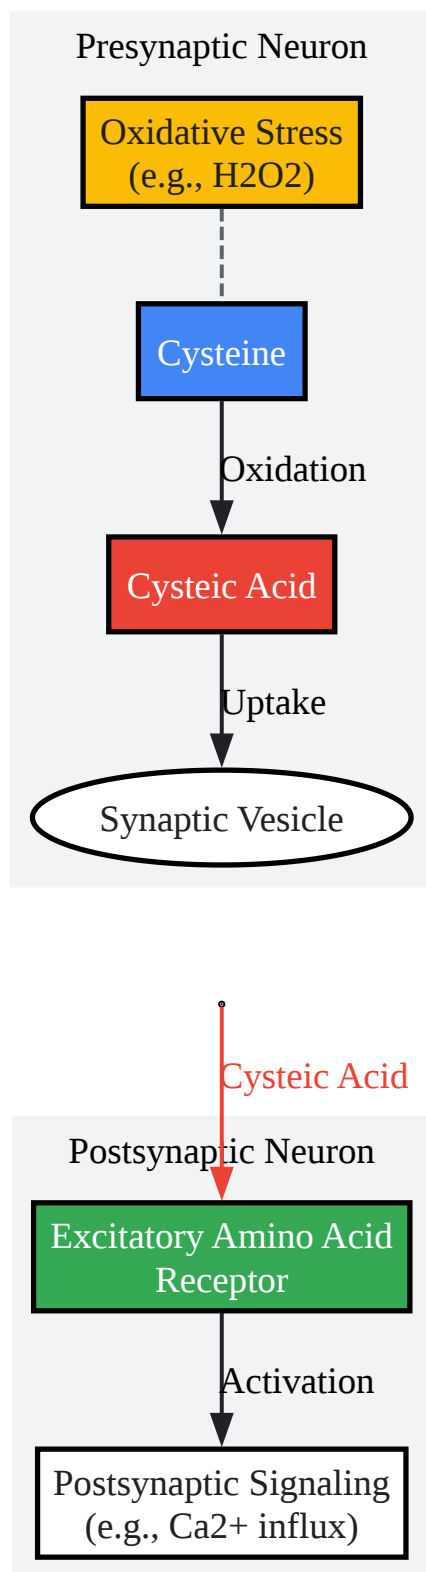 Presynaptic Neuron
Oxidative Stress
(e.g., H2O2)
Cysteine
Oxidation
Cysteic Acid
Uptake
Synaptic Vesicle
Cysteic Acid
Postsynaptic Neuron
Excitatory Amino Acid
Receptor
Activation
Postsynaptic Signaling
(e.g., Ca2+ influx)